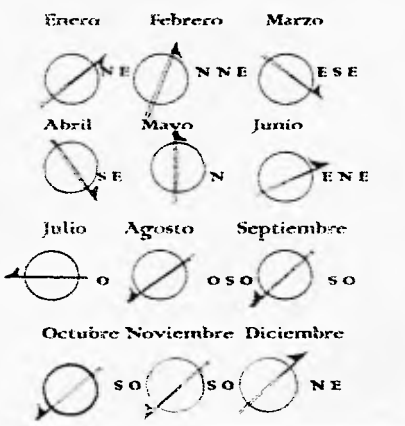 Enero Febrero Marzo
N E N N E E S E
Abril Mayo Junio
S E N E N E
Julio Agosto Septiembre
O O S O S O
Octubre Noviembre Diciembre
S O S O N E